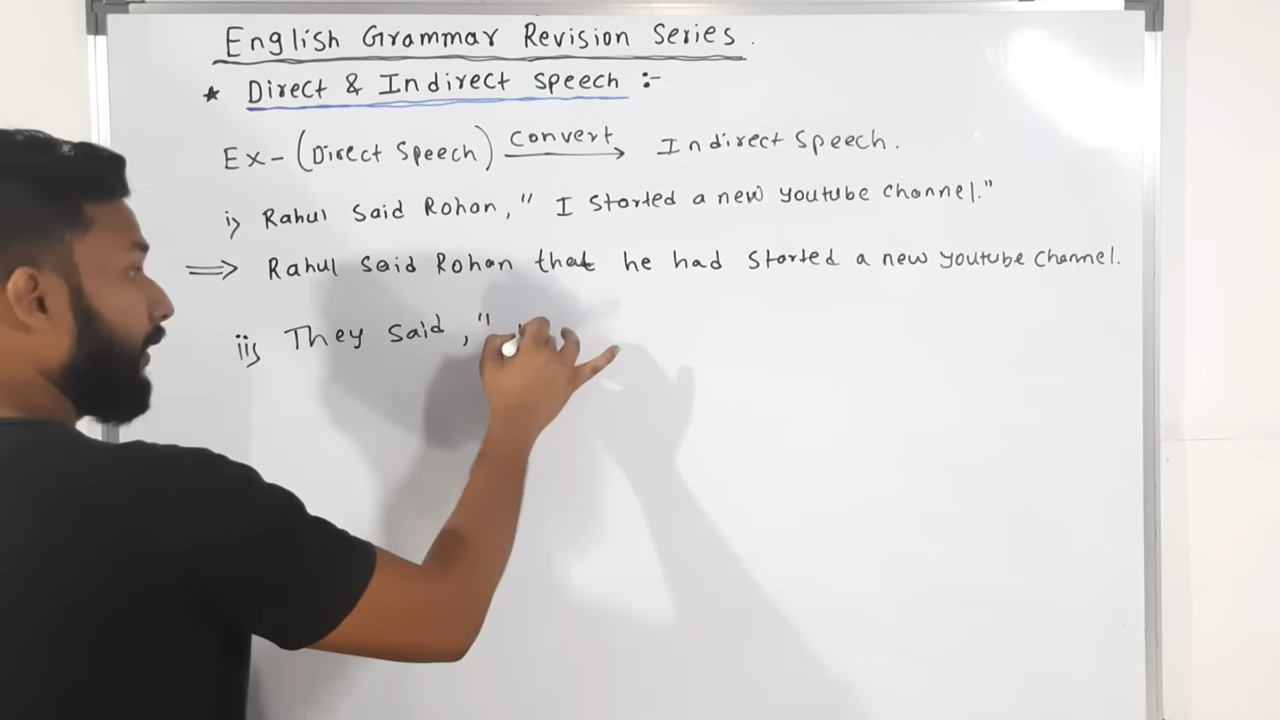 English Grammar Revision Series.
★ Direct & Indirect speech :-
Ex - (Direct Speech) Convert → Indirect Speech.
i) Rahul Said Rohan, " I Started a new youtube channel."
⇒ Rahul Said Rohan that he had Started a new youtube channel.
ii) They Said, "